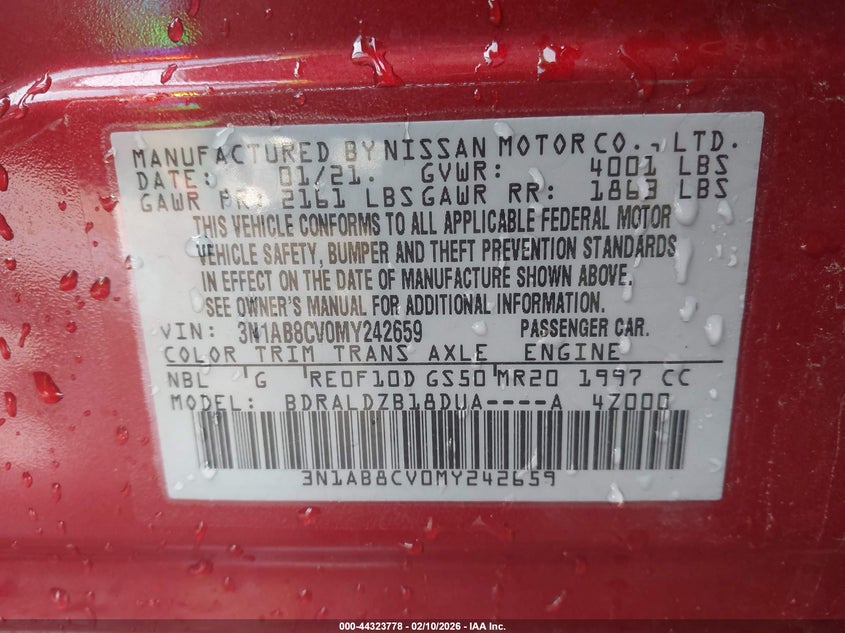 MANUFACTURED BY NISSAN MOTOR CO., LTD.
DATE: 01/21. GVWR: 4001 LBS
GAWR FR: 2161 LBS GAWR RR: 1863 LBS
THIS VEHICLE CONFORMS TO ALL APPLICABLE FEDERAL MOTOR
VEHICLE SAFETY, BUMPER AND THEFT PREVENTION STANDARDS
IN EFFECT ON THE DATE OF MANUFACTURE SHOWN ABOVE.
SEE OWNER'S MANUAL FOR ADDITIONAL INFORMATION.
VIN: 3N1AB8CV0MY242659 PASSENGER CAR.
COLOR TRIM TRANS AXLE ENGINE
NBL G RE0F10D GS50 MR20 1997 CC
MODEL: BDRALDZB18DUA----A 4Z000
3N1AB8CV0MY242659
000-44323778 - 02/10/2026 - IAA Inc.